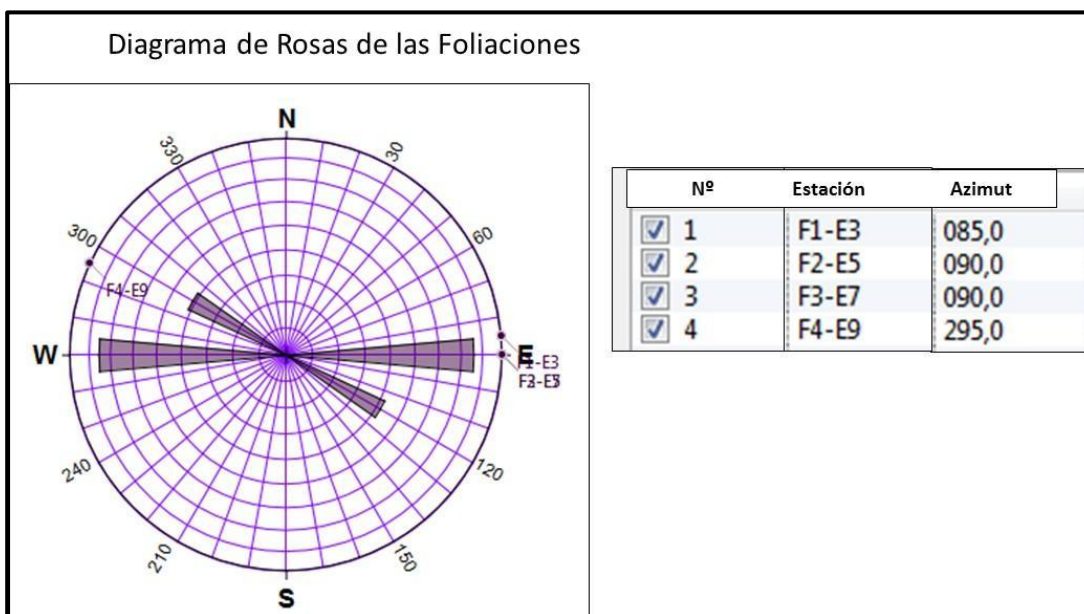 Diagrama de Rosas de las Foliaciones
N
330
30
300
60
F4-E9
W
E
F1-E3
240
120
210
150
S
Nº Estación Azimut
1 F1-E3 085,0
2 F2-E5 090,0
3 F3-E7 090,0
4 F4-E9 295,0